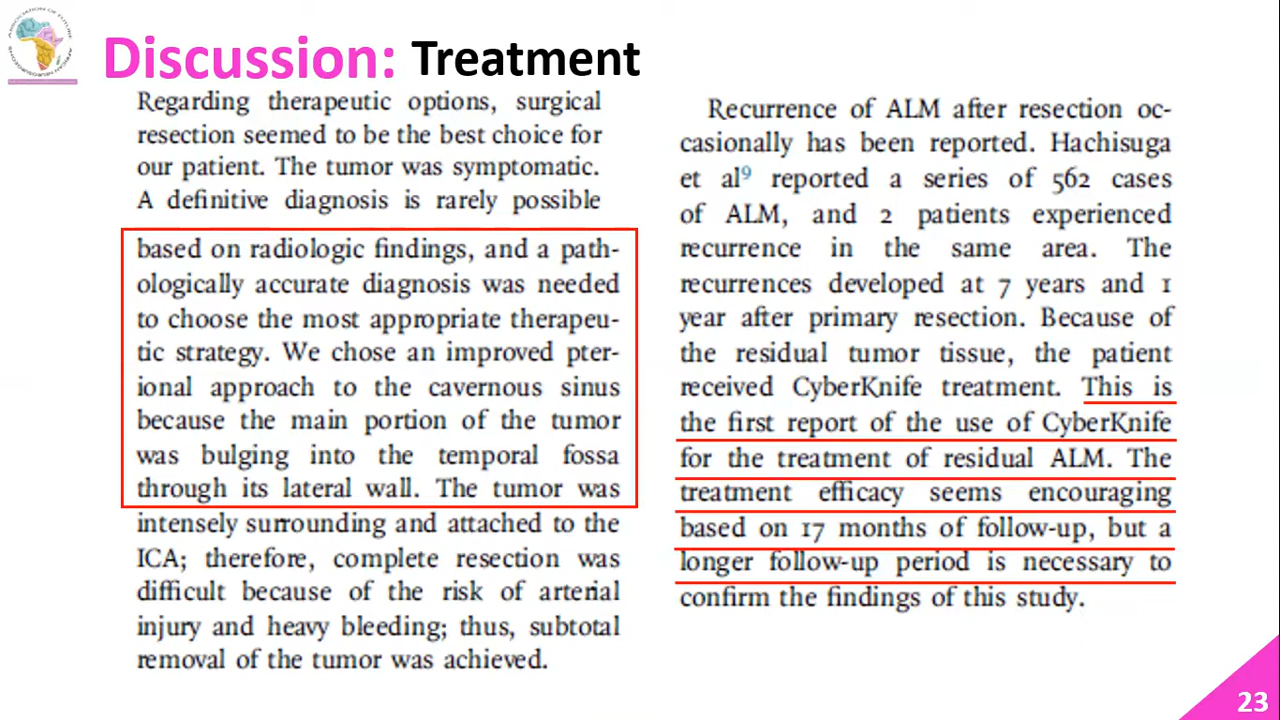 Discussion: Treatment
Regarding therapeutic options, surgical
resection seemed to be the best choice for
our patient. The tumor was symptomatic.
A definitive diagnosis is rarely possible
based on radiologic findings, and a path-
ologically accurate diagnosis was needed
to choose the most appropriate therapeu-
tic strategy. We chose an improved pter-
ional approach to the cavernous sinus
because the main portion of the tumor
was bulging into the temporal fossa
through its lateral wall. The tumor was
intensely surrounding and attached to the
ICA; therefore, complete resection was
difficult because of the risk of arterial
injury and heavy bleeding; thus, subtotal
removal of the tumor was achieved.
Recurrence of ALM after resection oc-
casionally has been reported. Hachisuga
et al9 reported a series of 562 cases
of ALM, and 2 patients experienced
recurrence in the same area. The
recurrences developed at 7 years and 1
year after primary resection. Because of
the residual tumor tissue, the patient
received CyberKnife treatment. This is
the first report of the use of CyberKnife
for the treatment of residual ALM. The
treatment efficacy seems encouraging
based on 17 months of follow-up, but a
longer follow-up period is necessary to
confirm the findings of this study.
23